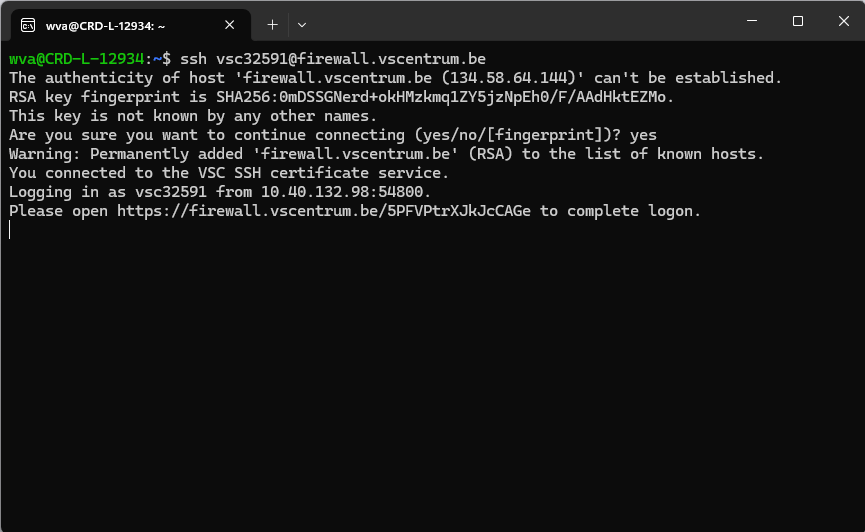 wva@CRD-L-12934: ~
wva@CRD-L-12934:~$ ssh vsc32591@firewall.vscentrum.be
The authenticity of host 'firewall.vscentrum.be (134.58.64.144)' can't be established.
RSA key fingerprint is SHA256:0mDSSGNerd+okHMzkmq1ZY5jzNpEh0/F/AAdHktEZMo.
This key is not known by any other names.
Are you sure you want to continue connecting (yes/no/[fingerprint])? yes
Warning: Permanently added 'firewall.vscentrum.be' (RSA) to the list of known hosts.
You connected to the VSC SSH certificate service.
Logging in as vsc32591 from 10.40.132.98:54800.
Please open https://firewall.vscentrum.be/5PFVPtrXJkJcCAGe to complete logon.